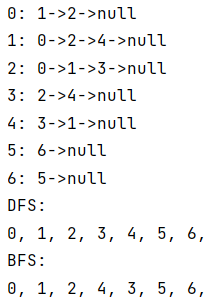 0: 1->2->null
1: 0->2->4->null
2: 0->1->3->null
3: 2->4->null
4: 3->1->null
5: 6->null
6: 5->null
DFS:
0, 1, 2, 3, 4, 5, 6,
BFS:
0, 1, 2, 4, 3, 5, 6,